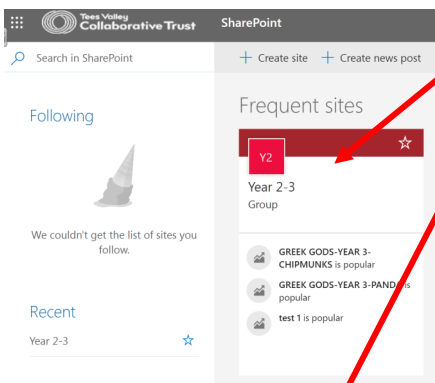 Tees Valley
Collaborative Trust
SharePoint
Search in SharePoint
+ Create site + Create news post
Following
We couldn't get the list of sites you
follow.
Recent
Year 2-3
Frequent sites
Y2
Year 2-3
Group
GREEK GODS-YEAR 3-
CHIPMUNKS is popular
GREEK GODS-YEAR 3-PANDA is
popular
test 1 is popular